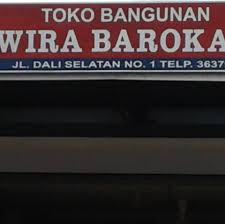 TOKO BANGUNAN
WIRA BAROKA
JL. DALI SELATAN NO. 1 TELP. 3637